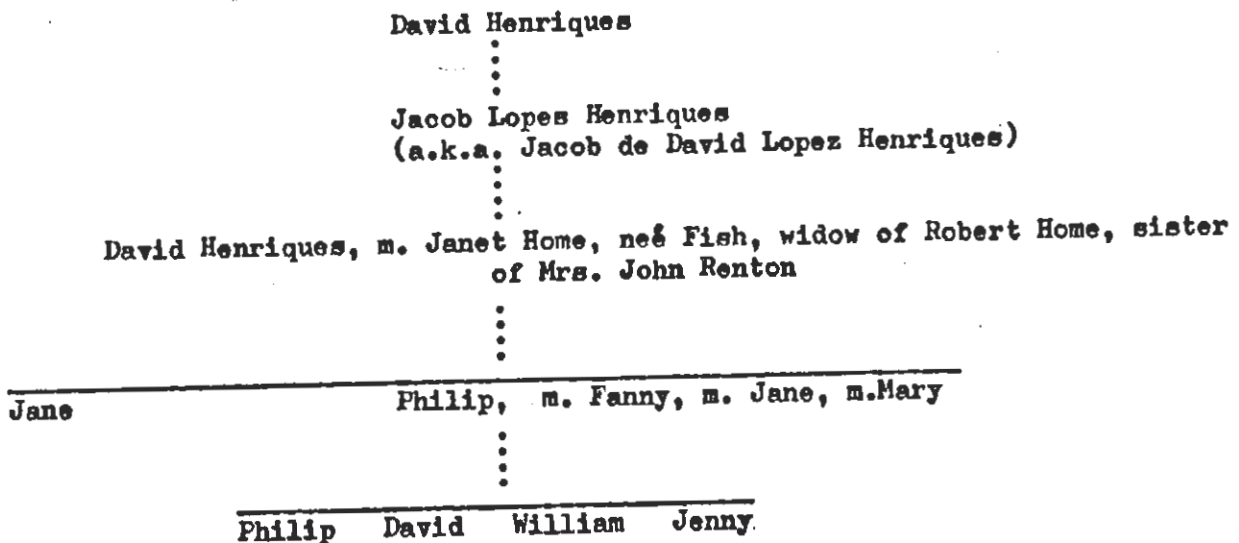 David Henriques
Jacob Lopes Henriques
(a.k.a. Jacob de David Lopez Henriques)
David Henriques, m. Janet Home, neé Fish, widow of Robert Home, sister
of Mrs. John Renton
Jane Philip, m. Fanny, m. Jane, m.Mary
Philip David William Jenny.